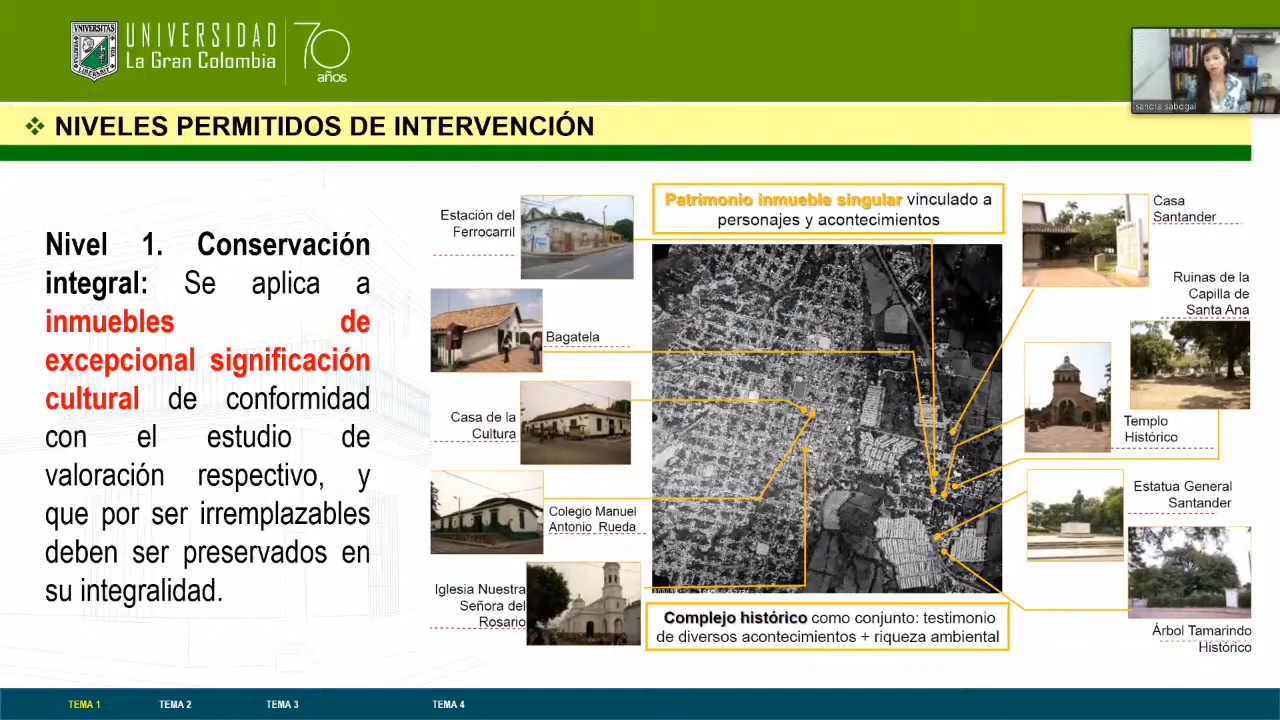 UNIVERSITAS
LIBERABIT
UNIVERSIDAD
La Gran Colombia
70
años
sandra sabogal
NIVELES PERMITIDOS DE INTERVENCIÓN
Nivel 1. Conservación
integral: Se aplica a
inmuebles de
excepcional significación
cultural de conformidad
con el estudio de
valoración respectivo, y
que por ser irremplazables
deben ser preservados en
su integralidad.
Estación del
Ferrocarril
Bagatela
Casa de la
Cultura
Colegio Manuel
Antonio Rueda
Iglesia Nuestra
Señora del
Rosario
Patrimonio inmueble singular vinculado a
personajes y acontecimientos
Complejo histórico como conjunto: testimonio
de diversos acontecimientos + riqueza ambiental
Casa
Santander
Ruinas de la
Capilla de
Santa Ana
Templo
Histórico
Estatua General
Santander
Árbol Tamarindo
Histórico
TEMA 1
TEMA 2
TEMA 3
TEMA 4